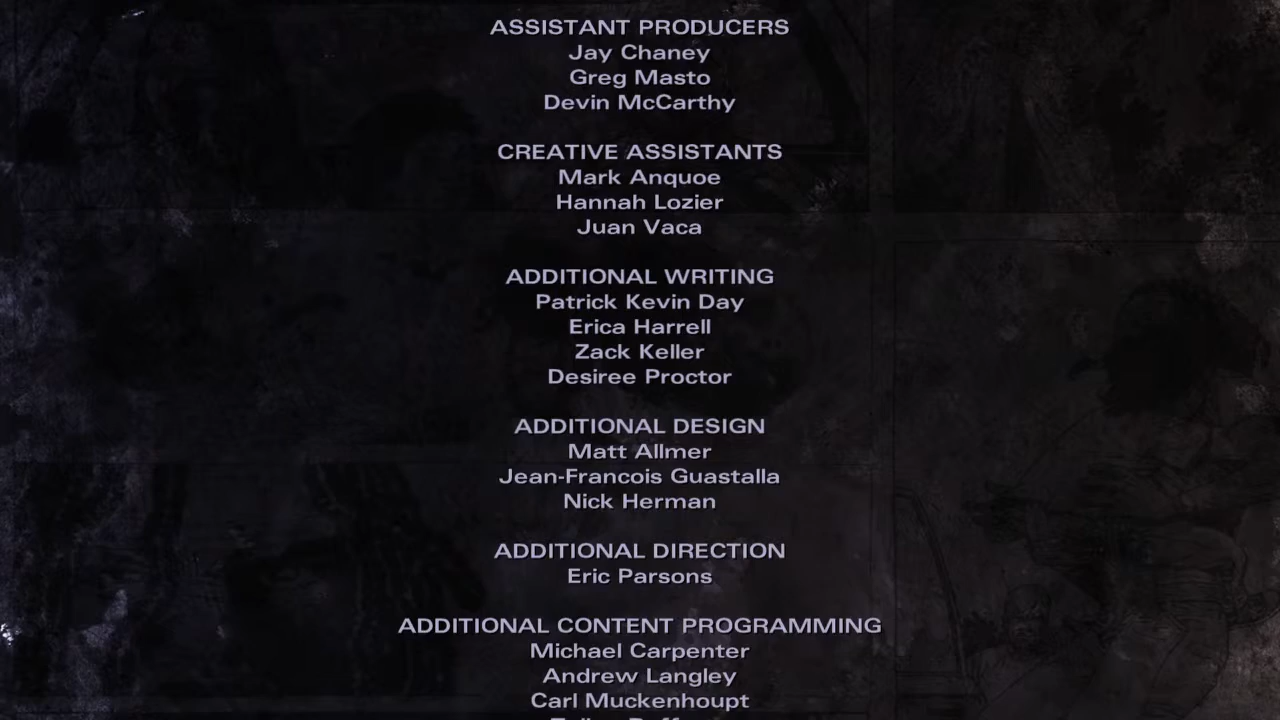 ASSISTANT PRODUCERS
Jay Chaney
Greg Masto
Devin McCarthy
CREATIVE ASSISTANTS
Mark Anquoe
Hannah Lozier
Juan Vaca
ADDITIONAL WRITING
Patrick Kevin Day
Erica Harrell
Zack Keller
Desiree Proctor
ADDITIONAL DESIGN
Matt Allmer
Jean-Francois Guastalla
Nick Herman
ADDITIONAL DIRECTION
Eric Parsons
ADDITIONAL CONTENT PROGRAMMING
Michael Carpenter
Andrew Langley
Carl Muckenhoupt